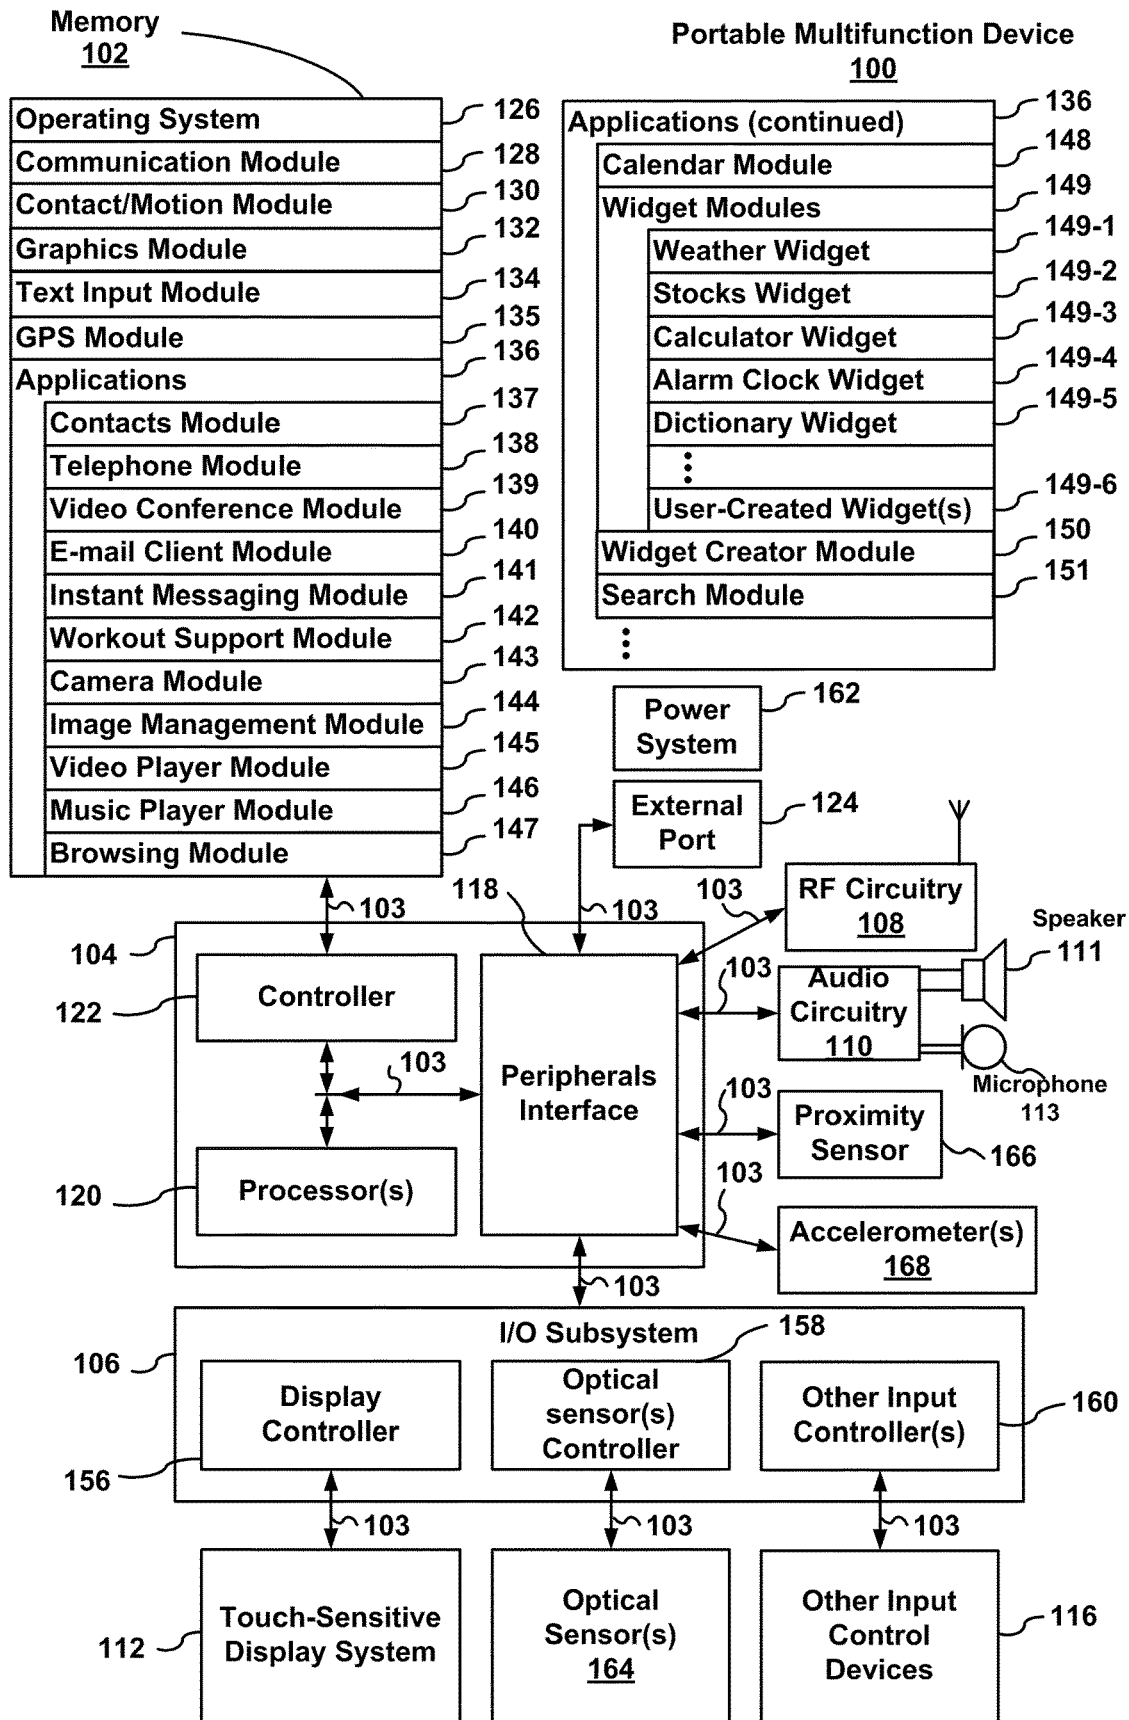 Memory
102
Portable Multifunction Device
100
Operating System 126
Communication Module 128
Contact/Motion Module 130
Graphics Module 132
Text Input Module 134
GPS Module 135
Applications 136
Contacts Module 137
Telephone Module 138
Video Conference Module 139
E-mail Client Module 140
Instant Messaging Module 141
Workout Support Module 142
Camera Module 143
Image Management Module 144
Video Player Module 145
Music Player Module 146
Browsing Module 147
Applications (continued) 136
Calendar Module 148
Widget Modules 149
Weather Widget 149-1
Stocks Widget 149-2
Calculator Widget 149-3
Alarm Clock Widget 149-4
Dictionary Widget 149-5
User-Created Widget(s) 149-6
Widget Creator Module 150
Search Module 151
Power
System
162
External
Port
124
103
118
103
103
RF Circuitry
108
Speaker
111
104
Controller
122
103
Audio
Circuitry
110
Microphone
113
103
Peripherals
Interface
103
Proximity
Sensor
166
Processor(s)
120
103
Accelerometer(s)
168
103
I/O Subsystem
106
158
Display
Controller
156
Optical
sensor(s)
Controller
Other Input
Controller(s)
160
103
103
103
Touch-Sensitive
Display System
112
Optical
Sensor(s)
164
Other Input
Control
Devices
116